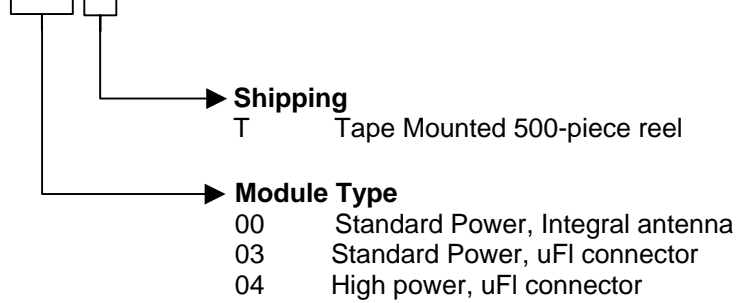 Shipping
T Tape Mounted 500-piece reel
Module Type
00 Standard Power, Integral antenna
03 Standard Power, uFl connector
04 High power, uFl connector